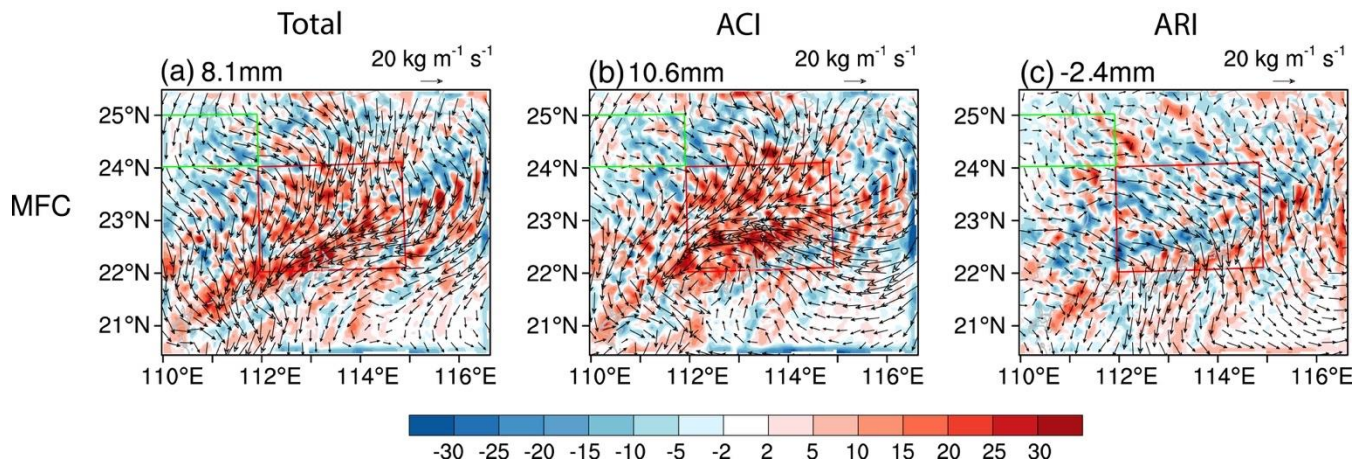 Total ACI ARI
(a) 8.1mm 20 kg m⁻¹ s⁻¹ (b) 10.6mm 20 kg m⁻¹ s⁻¹ (c) -2.4mm 20 kg m⁻¹ s⁻¹
25°N 25°N 25°N
24°N 24°N 24°N
MFC 23°N 23°N 23°N
22°N 22°N 22°N
21°N 21°N 21°N
110°E 112°E 114°E 116°E 110°E 112°E 114°E 116°E 110°E 112°E 114°E 116°E
-30 -25 -20 -15 -10 -5 -2 2 5 10 15 20 25 30